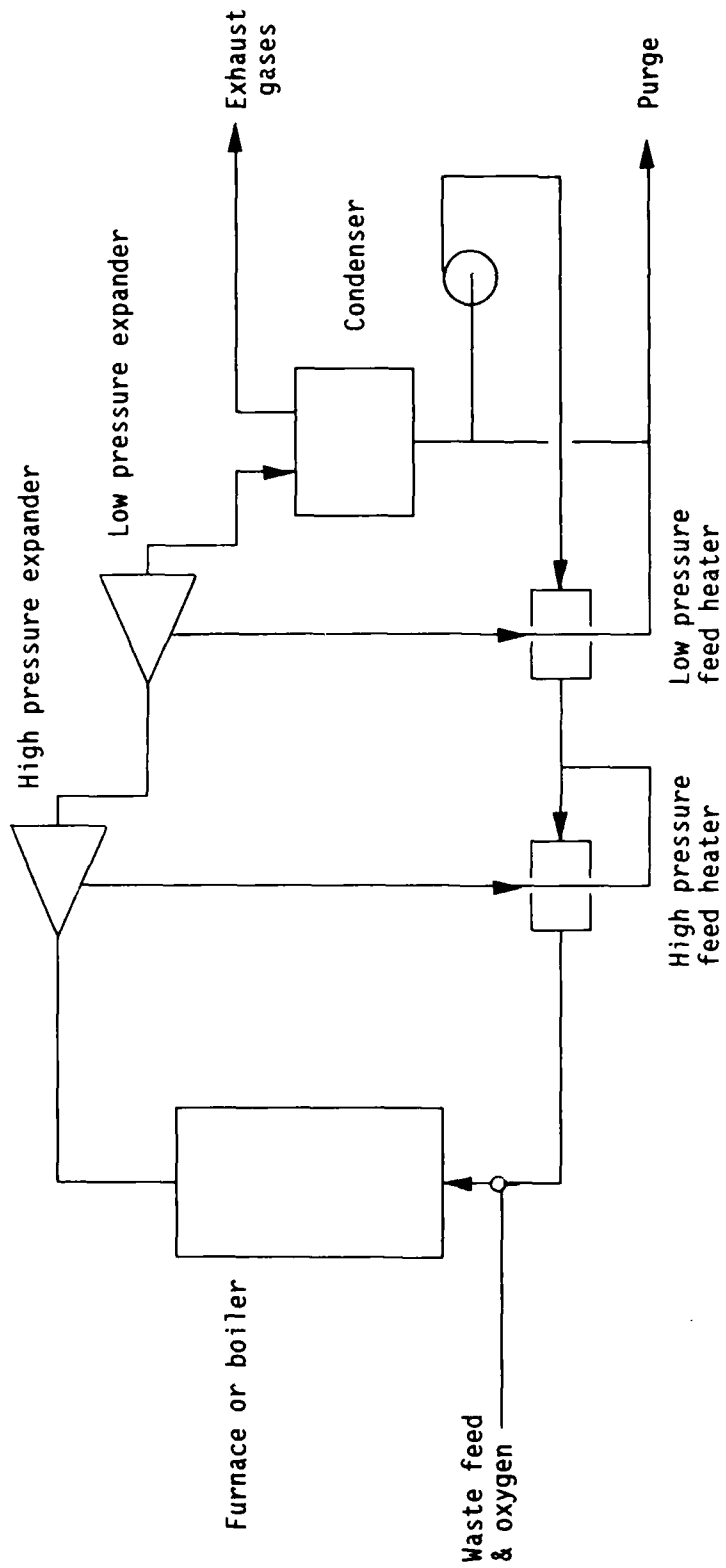 High pressure expander
Low pressure expander
Exhaust
gases
Condenser
Furnace or boiler
Waste feed
& oxygen
High pressure
feed heater
Low pressure
feed heater
Purge